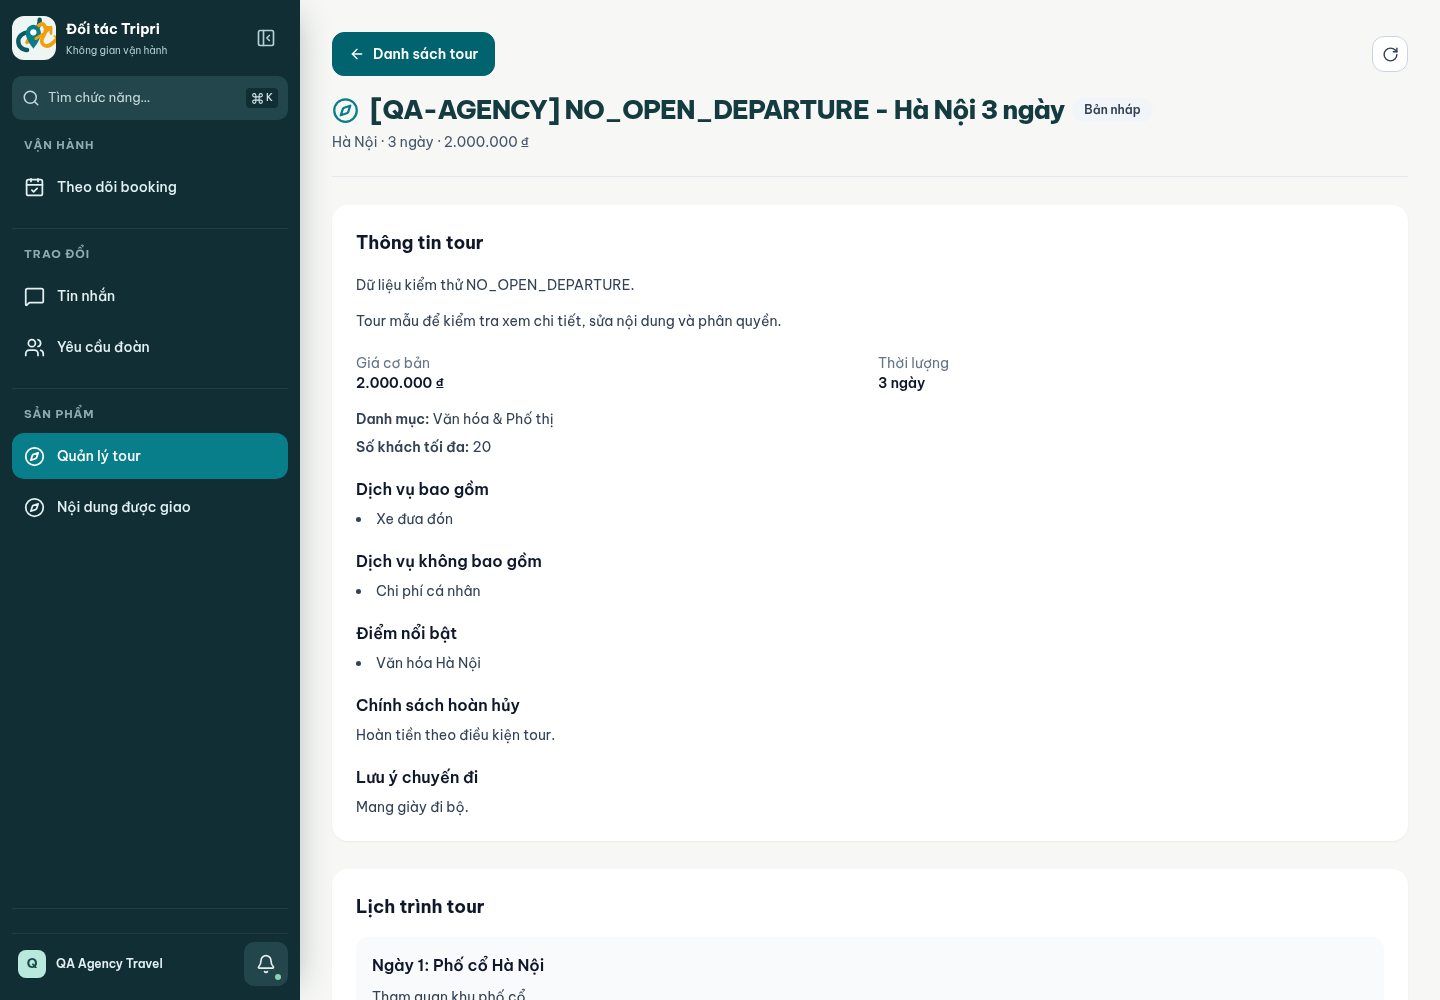 Đối tác Tripri
Không gian vận hành
Tìm chức năng...
⌘K
VẬN HÀNH
Theo dõi booking
TRAO ĐỔI
Tin nhắn
Yêu cầu đoàn
SẢN PHẨM
Quản lý tour
Nội dung được giao
Q
QA Agency Travel
Danh sách tour
[QA-AGENCY] NO_OPEN_DEPARTURE - Hà Nội 3 ngày
Bản nháp
Hà Nội · 3 ngày · 2.000.000 ₫
Thông tin tour
Dữ liệu kiểm thử NO_OPEN_DEPARTURE.
Tour mẫu để kiểm tra xem chi tiết, sửa nội dung và phân quyền.
Giá cơ bản
2.000.000 ₫
Thời lượng
3 ngày
Danh mục: Văn hóa & Phố thị
Số khách tối đa: 20
Dịch vụ bao gồm
• Xe đưa đón
Dịch vụ không bao gồm
• Chi phí cá nhân
Điểm nổi bật
• Văn hóa Hà Nội
Chính sách hoàn hủy
Hoàn tiền theo điều kiện tour.
Lưu ý chuyến đi
Mang giày đi bộ.
Lịch trình tour
Ngày 1: Phố cổ Hà Nội
Tham quan khu phố cổ